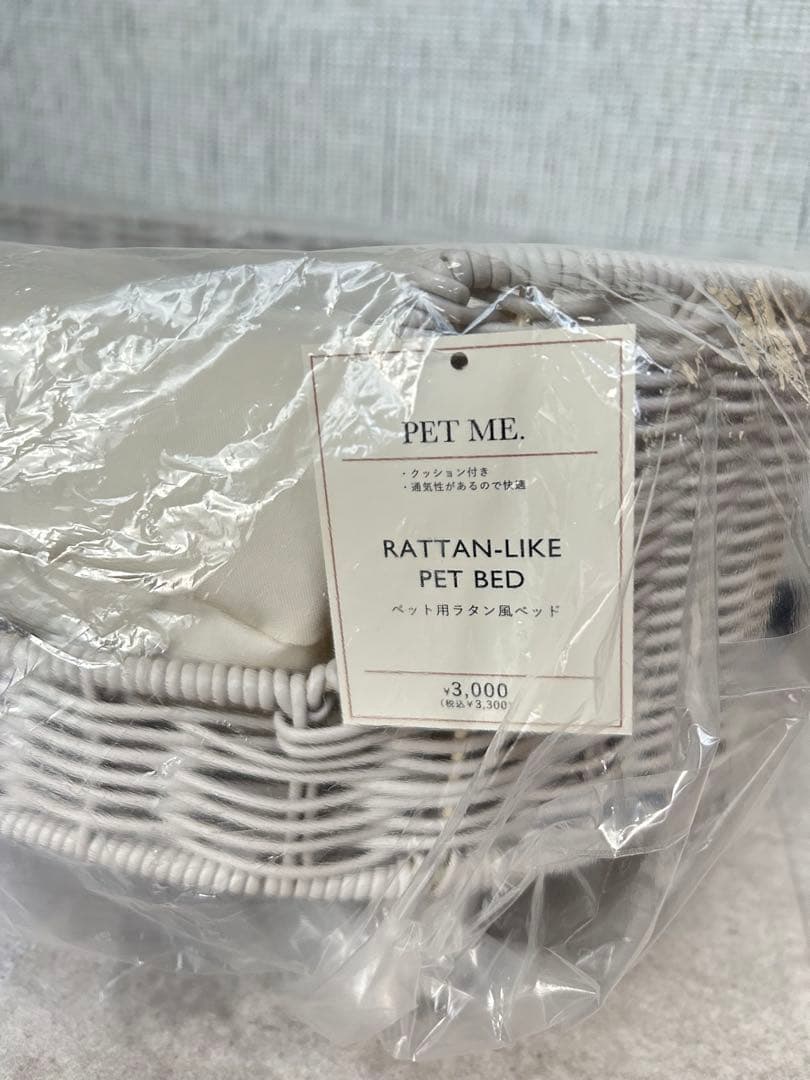 PET ME.
・クッション付き
・通気性があるので快適
RATTAN-LIKE
PET BED
ペット用ラタン風ベッド
¥3,000
(税込¥3,300)